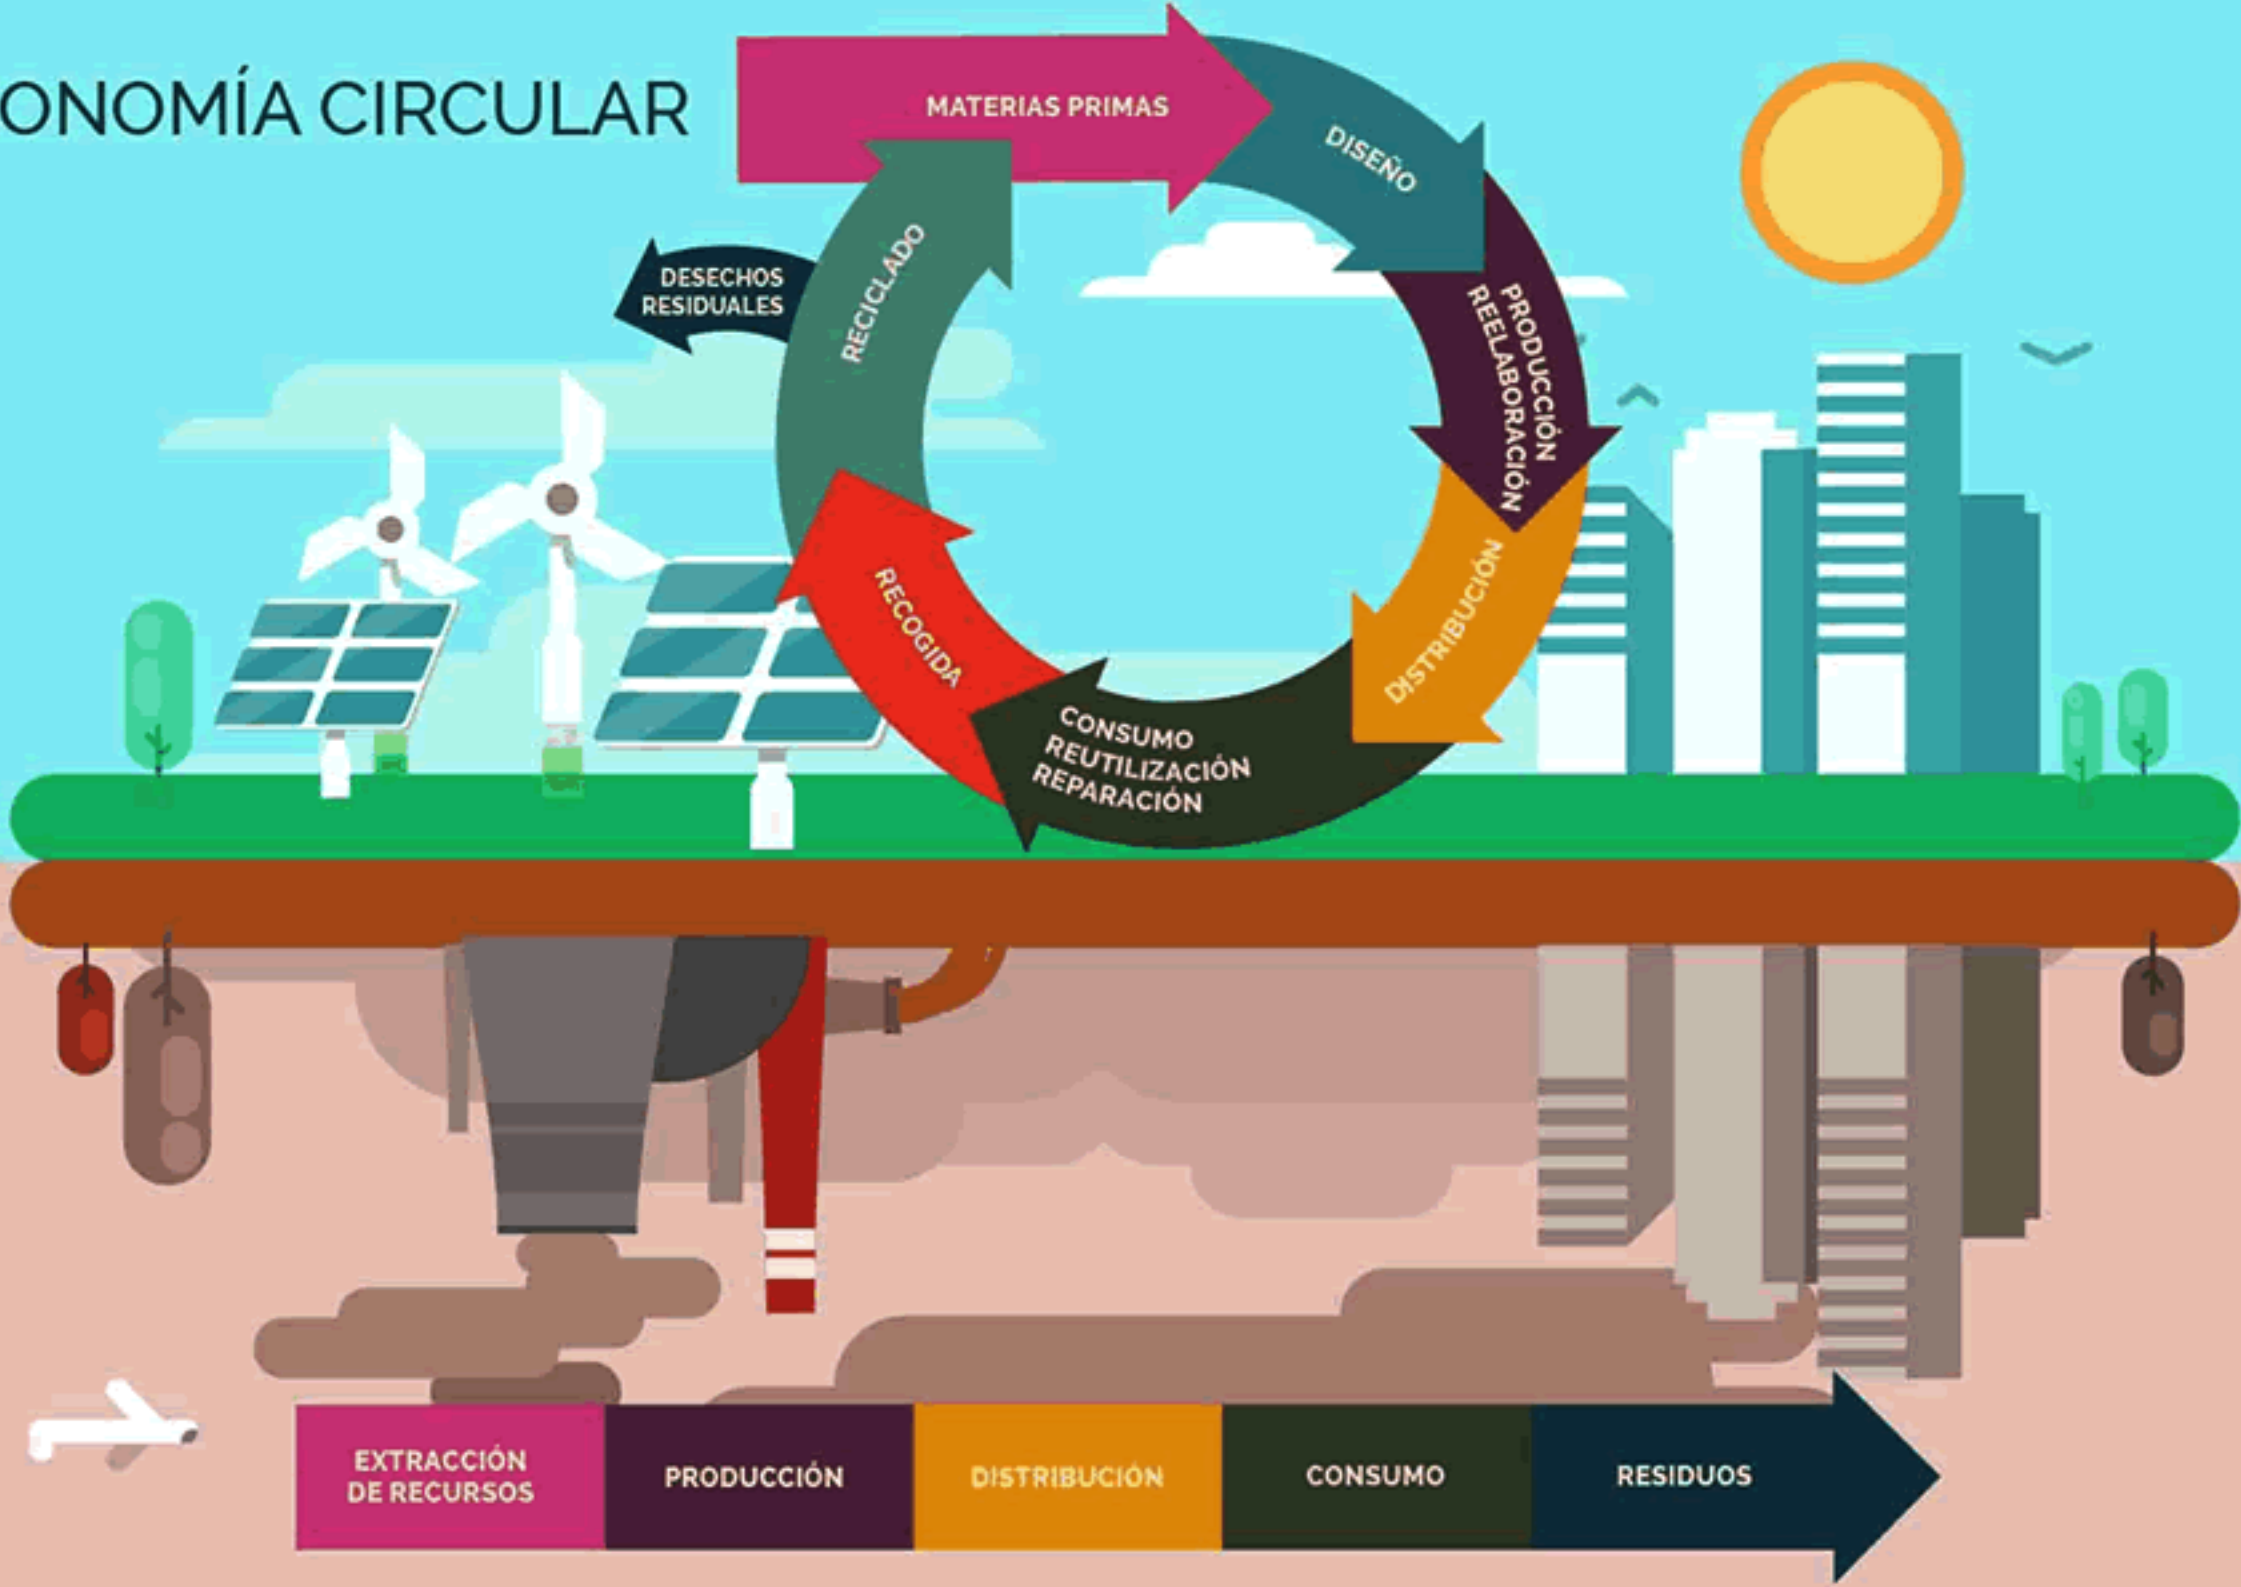 ONOMÍA CIRCULAR
MATERIAS PRIMAS
DISEÑO
PRODUCCIÓN
REELABORACIÓN
DISTRIBUCIÓN
CONSUMO
REUTILIZACIÓN
REPARACIÓN
RECOGIDA
RECICLADO
DESECHOS
RESIDUALES
EXTRACCIÓN
DE RECURSOS
PRODUCCIÓN
DISTRIBUCIÓN
CONSUMO
RESIDUOS